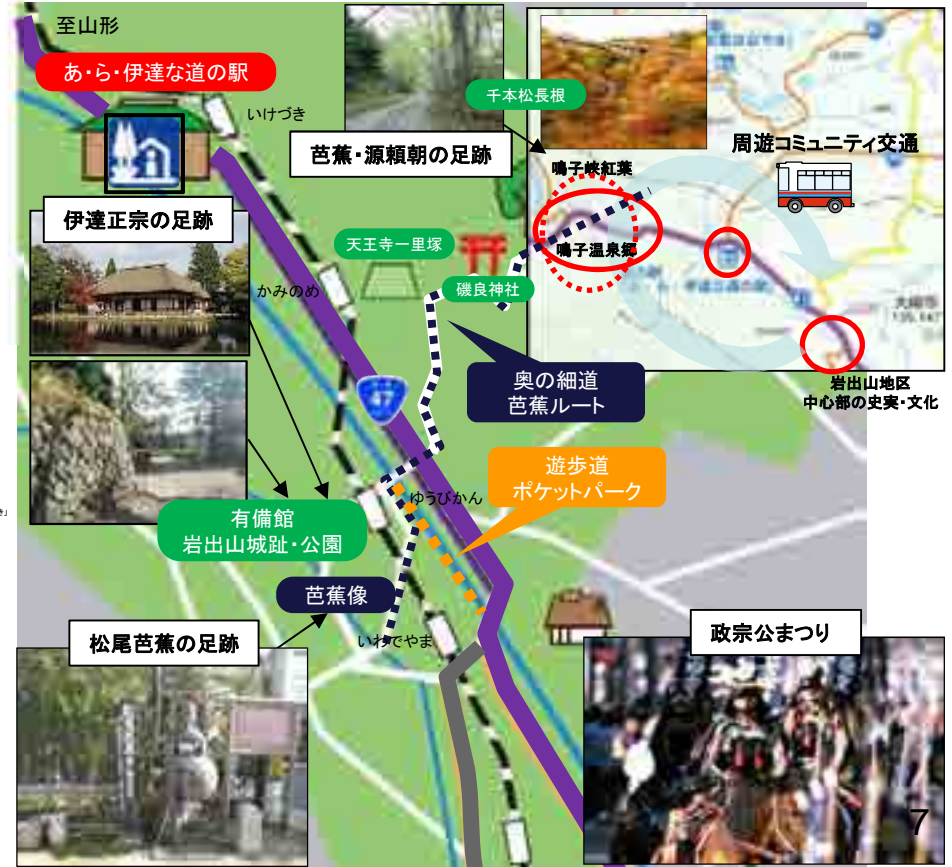 至山形
あ・ら・伊達な道の駅
いけづき
千本松長根
芭蕉・源頼朝の足跡
周遊コミュニティ交通
鳴子峡紅葉
鳴子温泉郷
伊達正宗の足跡
天王寺一里塚
かみのめ
磯良神社
岩出山地区
中心部の史実・文化
奥の細道
芭蕉ルート
47
遊歩道
ポケットパーク
ゆうびかん
有備館
岩出山城趾・公園
芭蕉像
いわでやま
松尾芭蕉の足跡
政宗公まつり
7